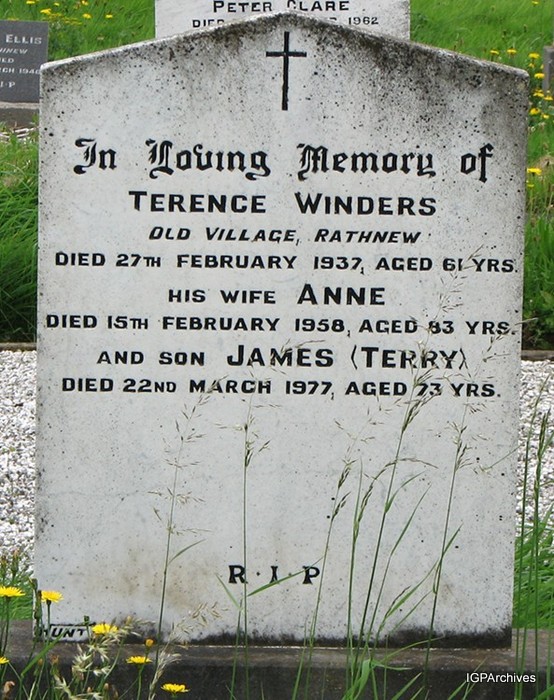 PETER CLARE
1962
ELLIS
1946
R·I·P
In Loving Memory of
TERENCE WINDERS
OLD VILLAGE, RATHNEW
DIED 27TH FEBRUARY 1937, AGED 61 YRS.
HIS WIFE ANNE
DIED 15TH FEBRUARY 1958, AGED 83 YRS.
AND SON JAMES (TERRY)
DIED 22ND MARCH 1977, AGED 73 YRS.
R·I·P
HUNT
IGPArchives